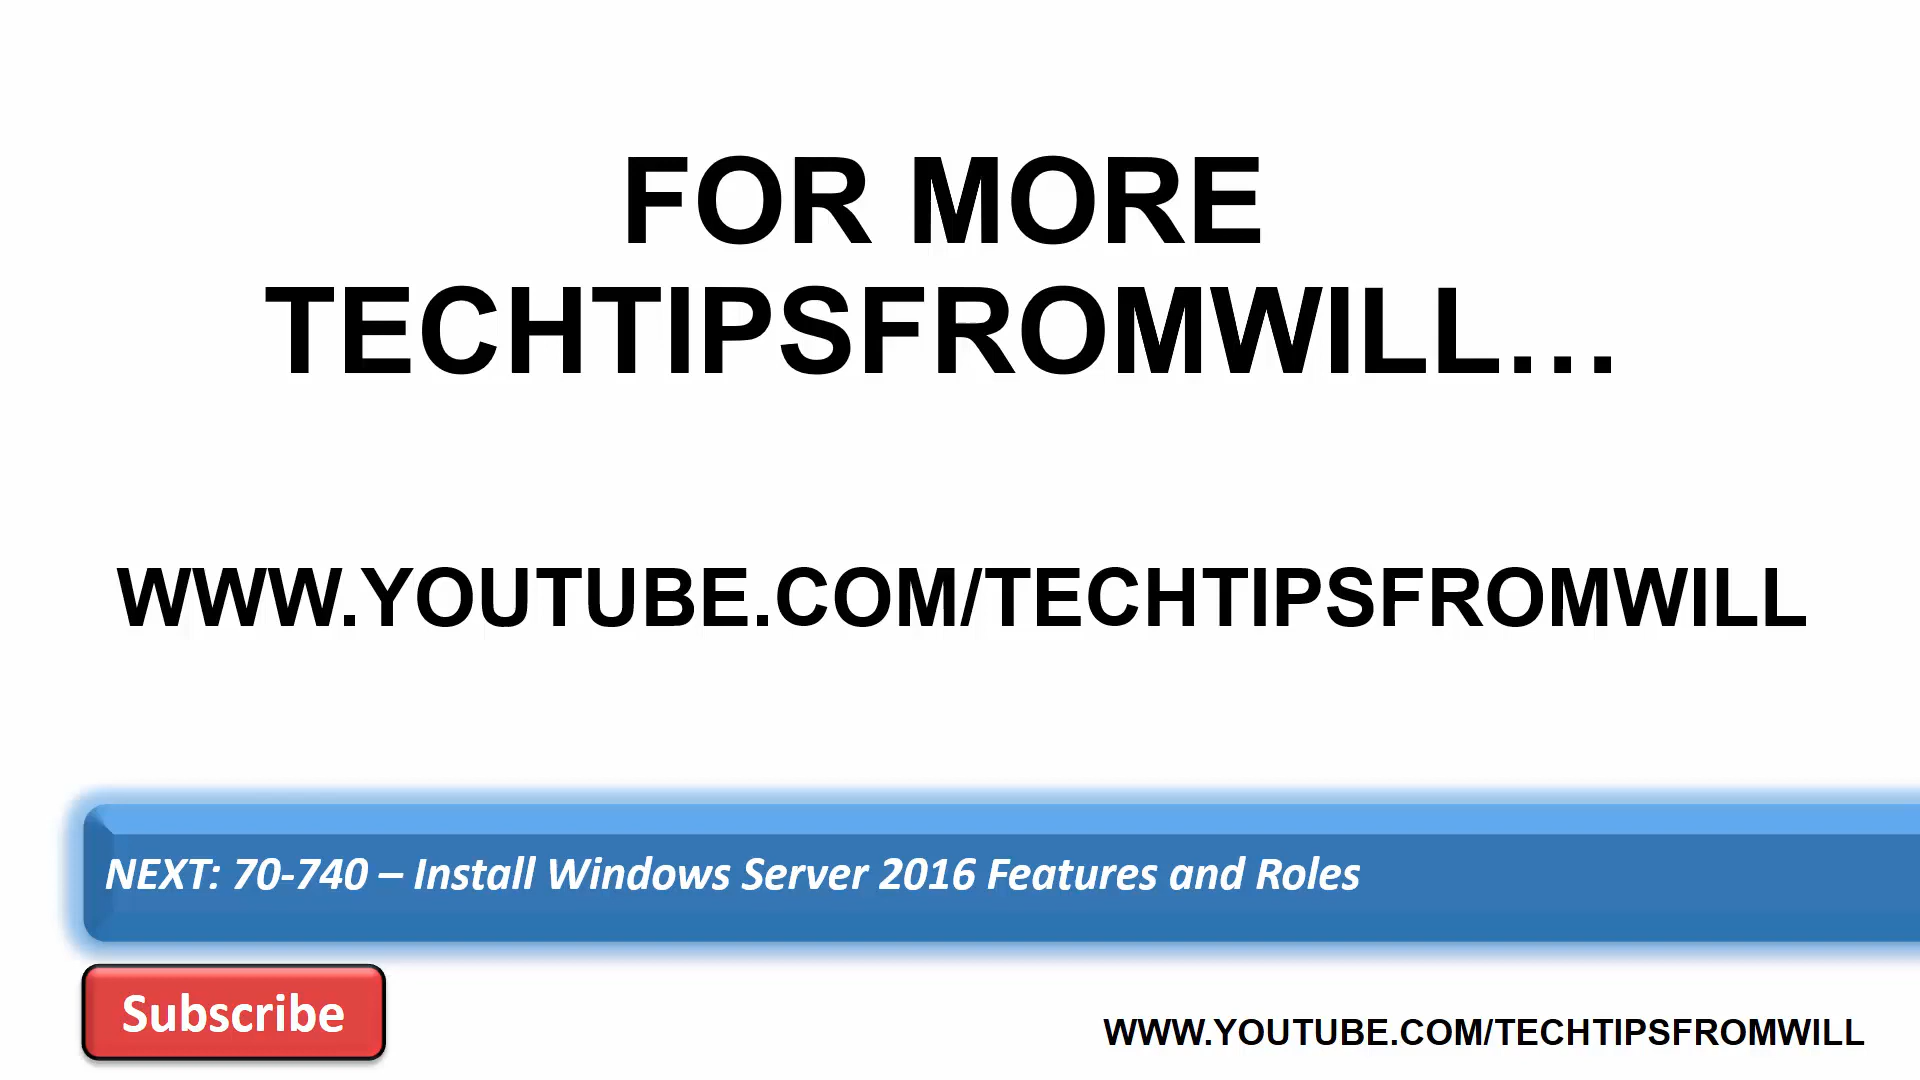 FOR MORE
TECHTIPSFROMWILL…
WWW.YOUTUBE.COM/TECHTIPSFROMWILL
NEXT: 70-740 – Install Windows Server 2016 Features and Roles
Subscribe
WWW.YOUTUBE.COM/TECHTIPSFROMWILL